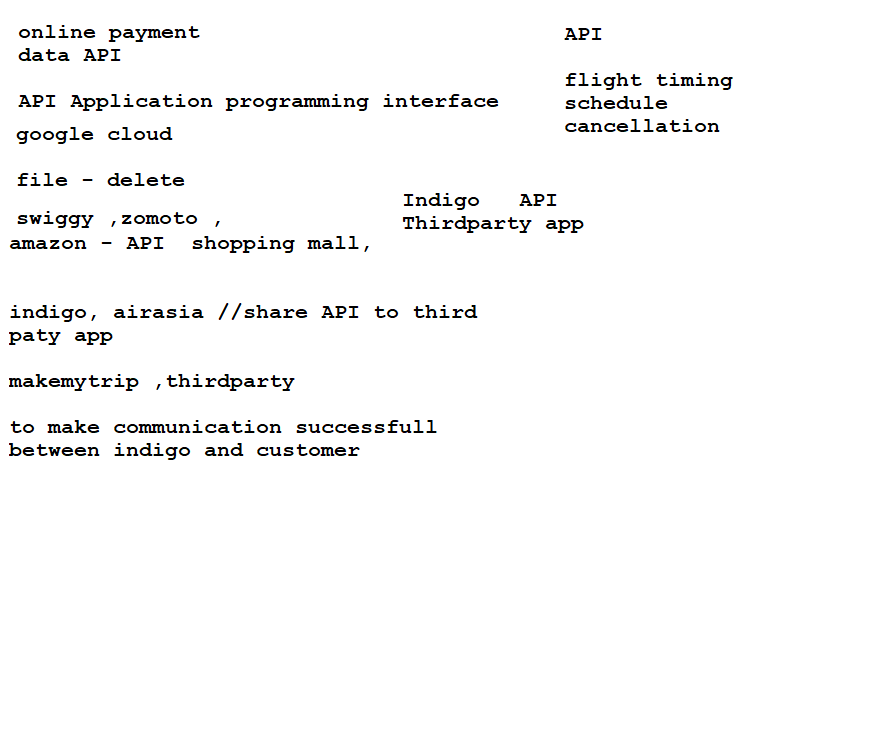 online payment
data API
API Application programming interface
google cloud
file - delete
swiggy ,zomoto ,
amazon - API  shopping mall,
indigo, airasia //share API to third
paty app
makemytrip ,thirdparty
to make communication successfull
between indigo and customer
Indigo   API
Thirdparty app
API
flight timing
schedule
cancellation